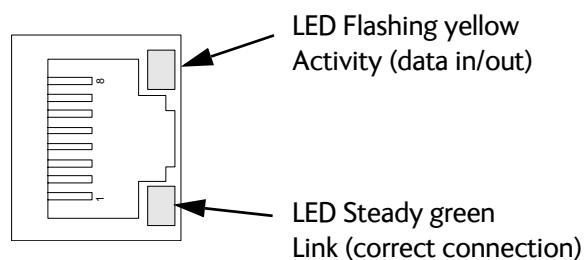 LED Flashing yellow
Activity (data in/out)
8
1
LED Steady green
Link (correct connection)